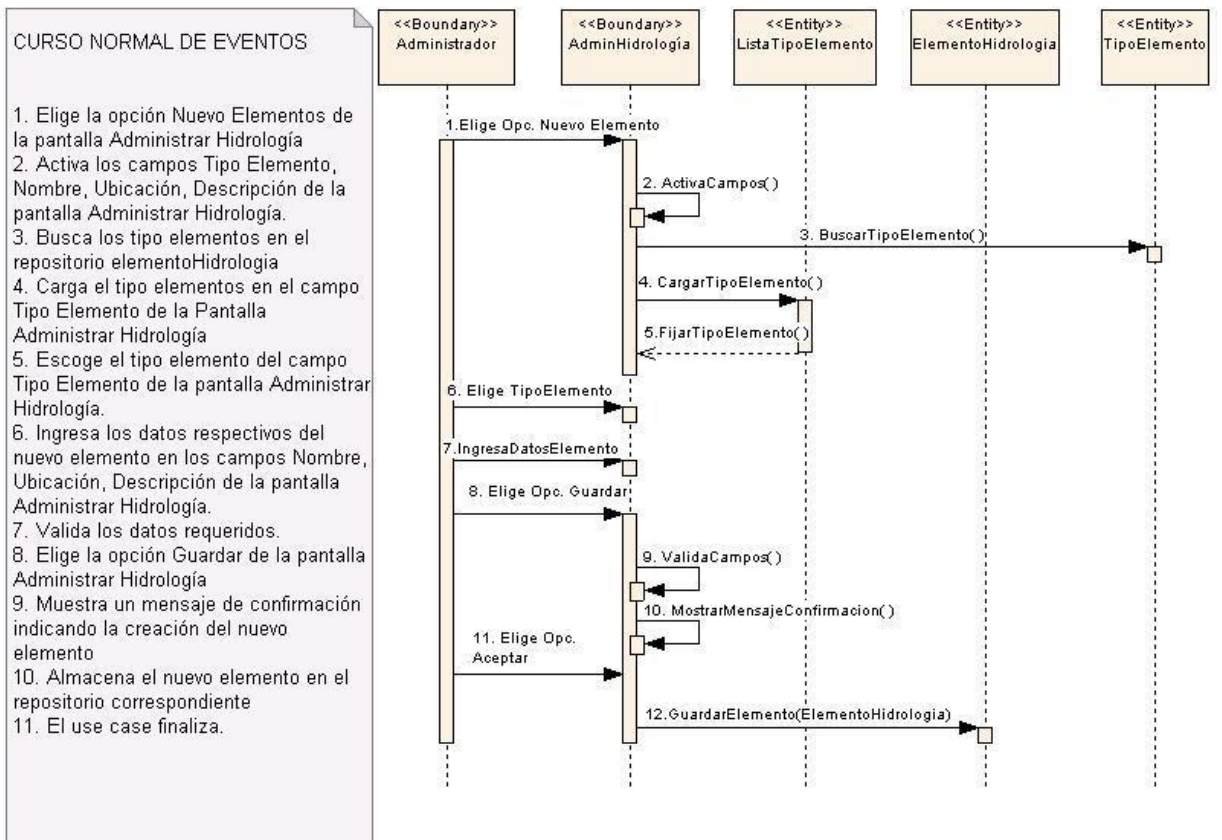 CURSO NORMAL DE EVENTOS
1. Elige la opción Nuevo Elementos de
la pantalla Administrar Hidrología
2. Activa los campos Tipo Elemento,
Nombre, Ubicación, Descripción de la
pantalla Administrar Hidrología.
3. Busca los tipo elementos en el
repositorio elementoHidrologia
4. Carga el tipo elementos en el campo
Tipo Elemento de la Pantalla
Administrar Hidrología
5. Escoge el tipo elemento del campo
Tipo Elemento de la pantalla Administrar
Hidrología.
6. Ingresa los datos respectivos del
nuevo elemento en los campos Nombre,
Ubicación, Descripción de la pantalla
Administrar Hidrología.
7. Valida los datos requeridos.
8. Elige la opción Guardar de la pantalla
Administrar Hidrología
9. Muestra un mensaje de confirmación
indicando la creación del nuevo
elemento
10. Almacena el nuevo elemento en el
repositorio correspondiente
11. El use case finaliza.
<<Boundary>>
Administrador
<<Boundary>>
AdminHidrología
<<Entity>>
ListaTipoElemento
<<Entity>>
ElementoHidrologia
<<Entity>>
TipoElemento
1.Elige Opc. Nuevo Elemento
2. ActivaCampos( )
3. BuscarTipoElemento( )
4. CargarTipoElemento( )
5.FijarTipoElemento( )
6. Elige TipoElemento
7.IngresaDatosElemento
8. Elige Opc. Guardar
9. ValidaCampos( )
10. MostrarMensajeConfirmacion( )
11. Elige Opc.
Aceptar
12.GuardarElemento(ElementoHidrologia)